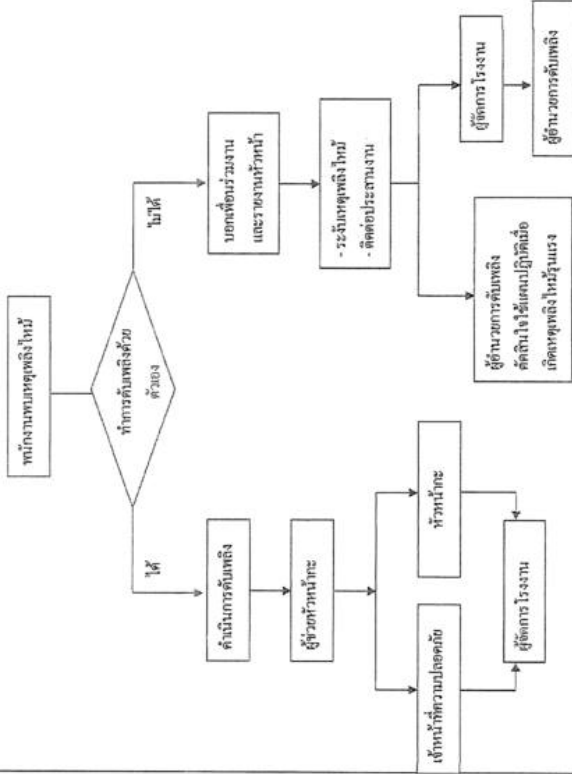 พนักงานพบเหตุเพลิงไหม้
ทำการดับเพลิงด้วย
ตัวเอง
ได้
ไม่ได้
ดำเนินการดับเพลิง
ผู้ช่วยหัวหน้ากะ
เจ้าหน้าที่ความปลอดภัย
หัวหน้ากะ
ผู้จัดการโรงงาน
บอกเพื่อนร่วมงาน
และรายงานหัวหน้า
- ระงับเหตุเพลิงไหม้
- ติดต่อประสานงาน
ผู้อำนวยการดับเพลิง
ตัดสินใจใช้แผนปฏิบัติเมื่อ
เกิดเหตุเพลิงไหม้รุนแรง
ผู้จัดการโรงงาน
ผู้อำนวยการดับเพลิง